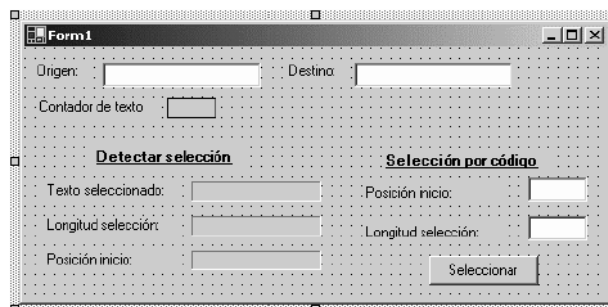 Form1
Origen: Destino:
Contador de texto
Detectar selección Selección por código
Texto seleccionado: Posición inicio:
Longitud selección: Longitud selección:
Posición inicio: Seleccionar